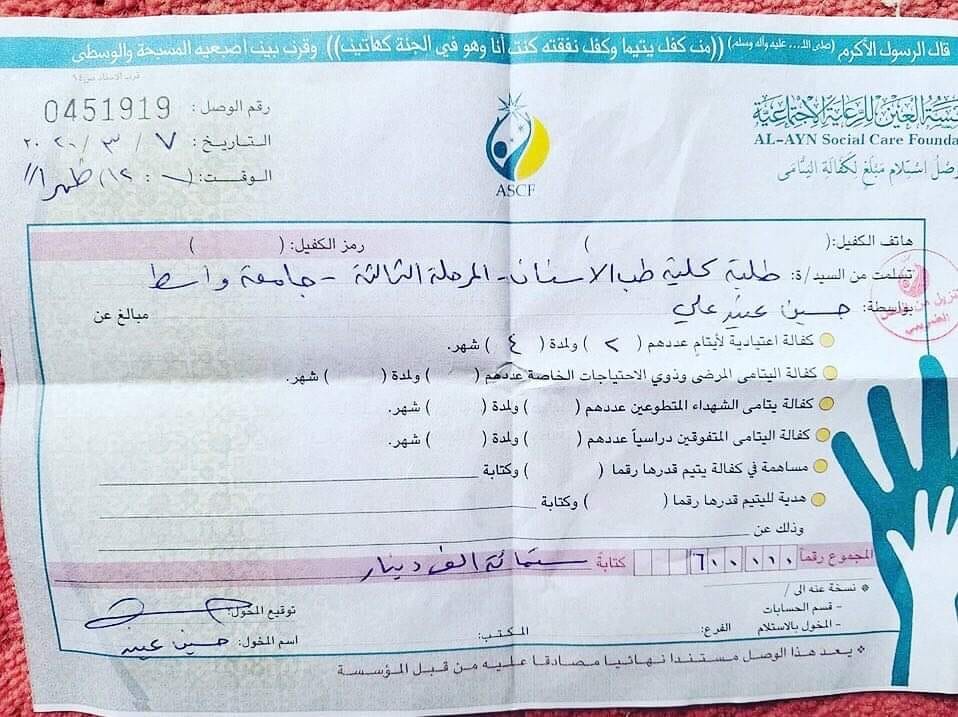 قال الرسول الأكرم (صلى الله عليه وآله وسلم) ((من كفل يتيما وكفل نفقته كنت أنا وهو في الجنة كهاتين)) وقرن بين أصبعيه المسبحة والوسطى
قرب الاسناد ص٩٤
مؤسسة العين للرعاية الاجتماعية
AL-AYN Social Care Founda
وصل استلام مبلغ لكفالة اليتامى
ASCF
رقم الوصل: 0451919
التاريخ: ٧ / ٣ / ٢٠٢٠
الوقت: ( ١٢ : ) ظهراً
هاتف الكفيل:( ) رمز الكفيل: ( )
تسلمت من السيد/ة: طلبة كلية طب الاسنان - المرحلة الثالثة - جامعة واسط
بواسطة: حسين عبيد علي مبالغ عن
كفالة اعتيادية لأيتام عددهم ( ٢ ) ولمدة ( ٤ ) شهر.
كفالة اليتامى المرضى وذوي الاحتياجات الخاصة عددهم ( ) ولمدة ( ) شهر.
كفالة يتامى الشهداء المتطوعين عددهم ( ) ولمدة ( ) شهر.
كفالة اليتامى المتفوقين دراسياً عددهم ( ) ولمدة ( ) شهر.
مساهمة في كفالة يتيم قدرها رقما ( ) وكتابة
هدية لليتيم قدرها رقما ( ) وكتابة
وذلك عن
المجموع رقماً ٦٠٠٠٠٠ كتابة ستمائة الف دينار
* نسخة عنه الى /
- قسم الحسابات
- المخول بالاستلام الفرع: المكتب:
توقيع المخول:
اسم المخول: حسين عبيد
* يعد هذا الوصل مستندا نهائيا مصادقا عليه من قبل المؤسسة